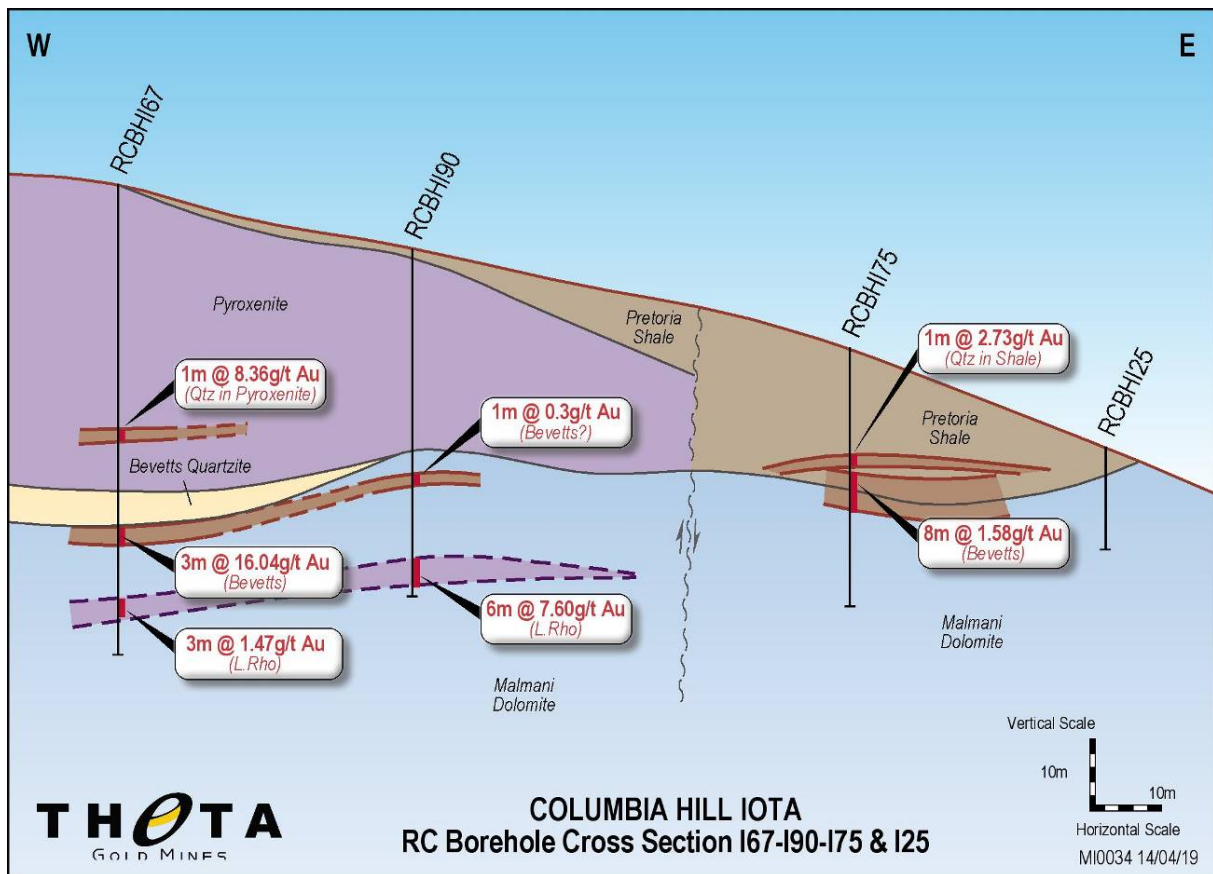 W
E
RCBHI67
RCBHI90
RCBHI75
RCBHI25
Pyroxenite
Pretoria
Shale
1m @ 2.73g/t Au
(Qtz in Shale)
1m @ 8.36g/t Au
(Qtz in Pyroxenite)
1m @ 0.3g/t Au
(Bevetts?)
Pretoria
Shale
Bevetts Quartzite
3m @ 16.04g/t Au
(Bevetts)
8m @ 1.58g/t Au
(Bevetts)
6m @ 7.60g/t Au
(L.Rho)
3m @ 1.47g/t Au
(L.Rho)
Malmani
Dolomite
Malmani
Dolomite
Vertical Scale
10m
10m
Horizontal Scale
THETA
GOLD MINES
COLUMBIA HILL IOTA
RC Borehole Cross Section I67-I90-I75 & I25
MI0034 14/04/19